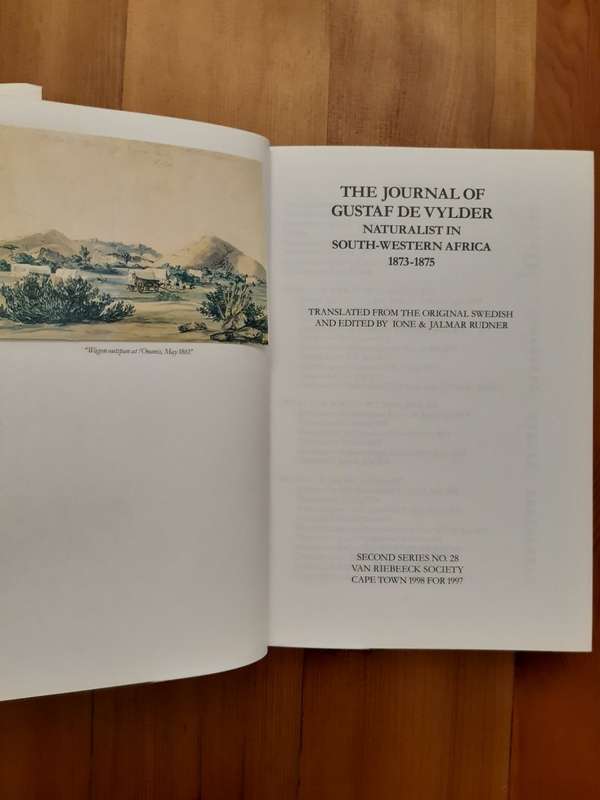 "Wagon outspan at !Onanis, May 1861"
THE JOURNAL OF
GUSTAF DE VYLDER
NATURALIST IN
SOUTH-WESTERN AFRICA
1873-1875
TRANSLATED FROM THE ORIGINAL SWEDISH
AND EDITED BY IONE & JALMAR RUDNER
SECOND SERIES NO. 28
VAN RIEBEECK SOCIETY
CAPE TOWN 1998 FOR 1997